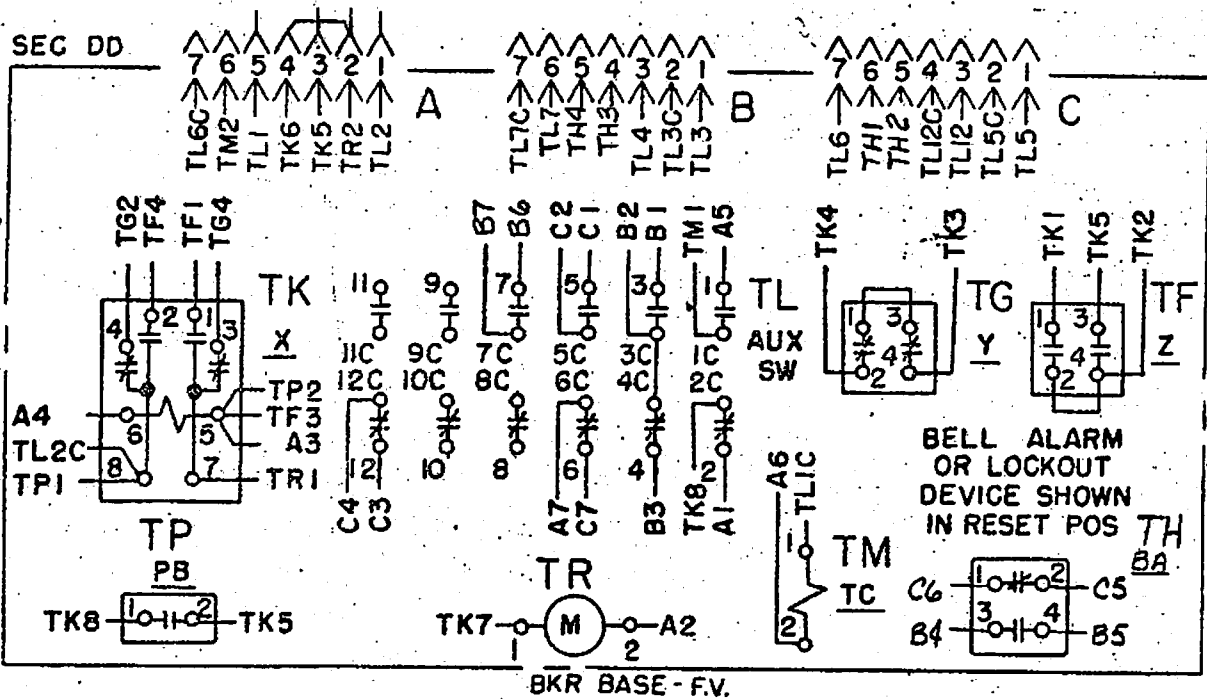 SEC DD
7 6 5 4 3 2 1
7 6 5 4 3 2 1
7 6 5 4 3 2 1
A
B
C
TL6C TM2 TL1 TK6 TK5 TR2 TL2
TL7C TL7 TH4 TH3 TL4 TL3C TL3
TL6 TH1 TH2 TL12C TL12 TL5C TL5
TG2 TF4 TF1 TG4
B7 B6 C2 C1 B2 B1 TM1 A5
TK4 TK3
TK1 TK5 TK2
TK
X
4 2 1 3
6 5
8 7
A4
TL2C
TP1
TP2
TF3
A3
TR1
11 9 7 5 3 1
11C 9C 7C 5C 3C 1C
12C 10C 8C 6C 4C 2C
12 10 8 6 4 2
TL
AUX
SW
C4 C3 A7 C7 B3 TK8 A1
TG
Y
1 3
4
2
TF
Z
1 3
4
2
BELL ALARM
OR LOCKOUT
DEVICE SHOWN
IN RESET POS
TH
BA
C6 1 2 C5
B4 3 4 B5
A6 TL1C
1
TM
TC
2
TP
PB
TK8 1 2 TK5
TR
TK7 M A2
1 2
BKR BASE - F.V.